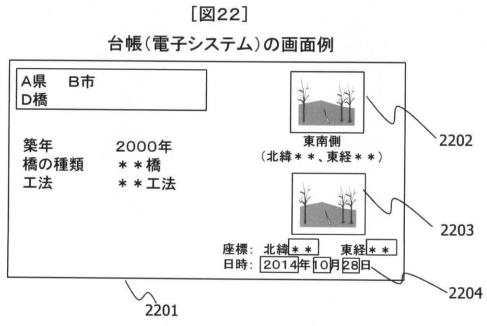 [図22]
台帳(電子システム)の画面例
A県 B市
D橋
築年 2000年
橋の種類 **橋
工法 **工法
東南側
(北緯**、東経**)
座標: 北緯** 東経**
日時: 2014年10月28日
2202
2203
2204
2201